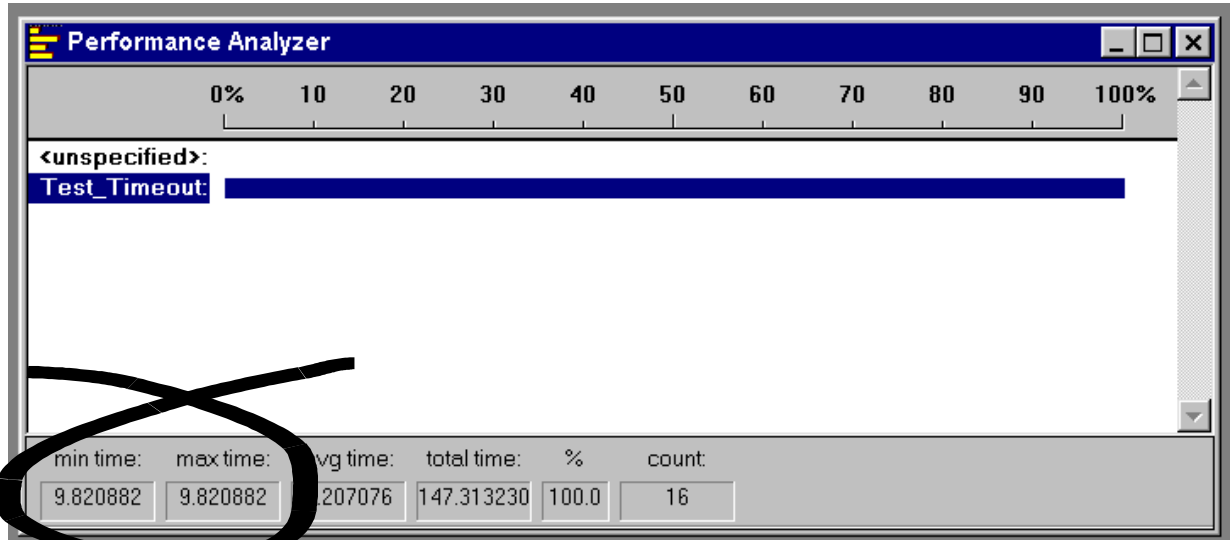 Performance Analyzer
0% 10 20 30 40 50 60 70 80 90 100%
<unspecified>:
Test_Timeout:
min time: max time: vg time: total time: % count:
9.820882 9.820882 .207076 147.313230 100.0 16